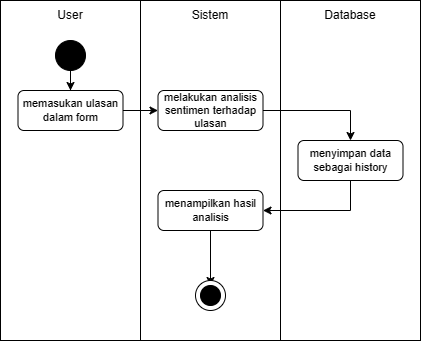 User
Sistem
Database
memasukan ulasan
dalam form
melakukan analisis
sentimen terhadap
ulasan
menyimpan data
sebagai history
menampilkan hasil
analisis